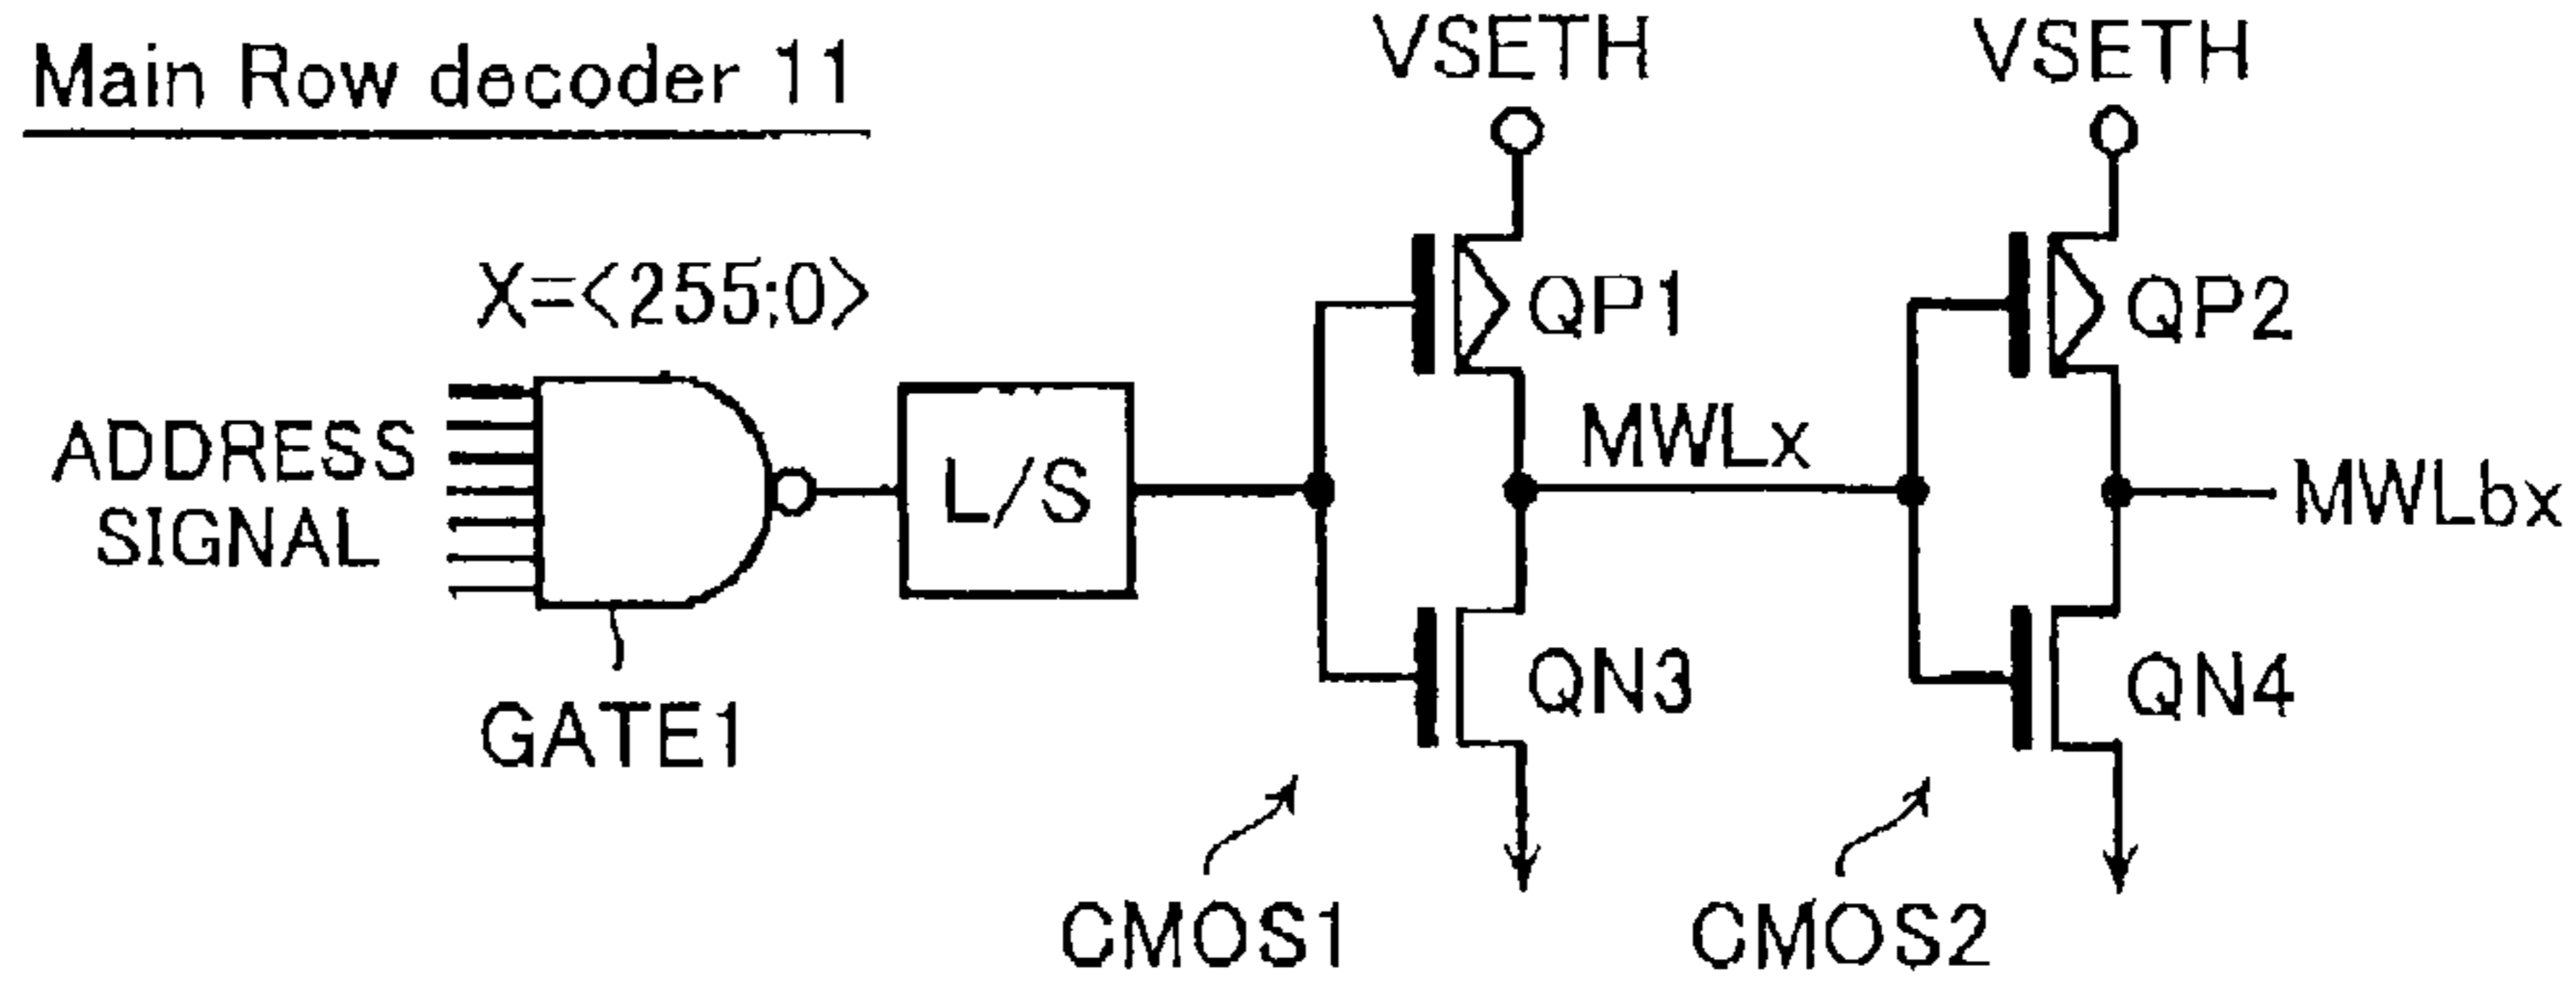 Main Row decoder 11
VSETH
VSETH
X=<255;0>
QP1
QP2
ADDRESS
SIGNAL
L/S
MWLx
MWLbx
GATE1
QN3
QN4
CMOS1
CMOS2